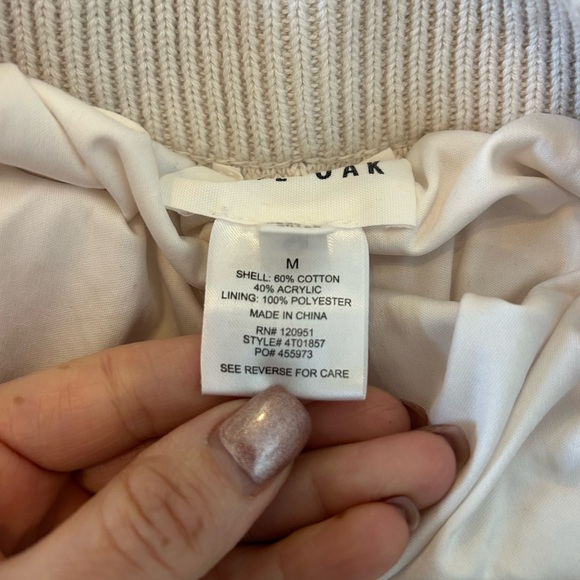 OAK
M
SHELL: 60% COTTON
40% ACRYLIC
LINING: 100% POLYESTER
MADE IN CHINA
RN# 120951
STYLE# 4T01857
PO# 455973
SEE REVERSE FOR CARE